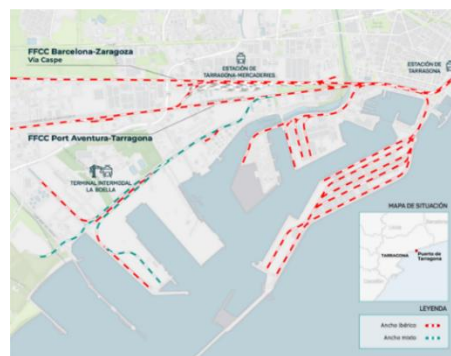 FFCC Barcelona-Zaragoza
Vía Caspe
ESTACIÓN DE
TARRAGONA-MERCADERIES
ESTACIÓN DE
TARRAGONA
FFCC Port Aventura-Tarragona
TERMINAL INTERMODAL
LA BOELLA
MAPA DE SITUACIÓN
TARRAGONA
Puerto de
Tarragona
LEYENDA
Ancho ibérico
Ancho mixto